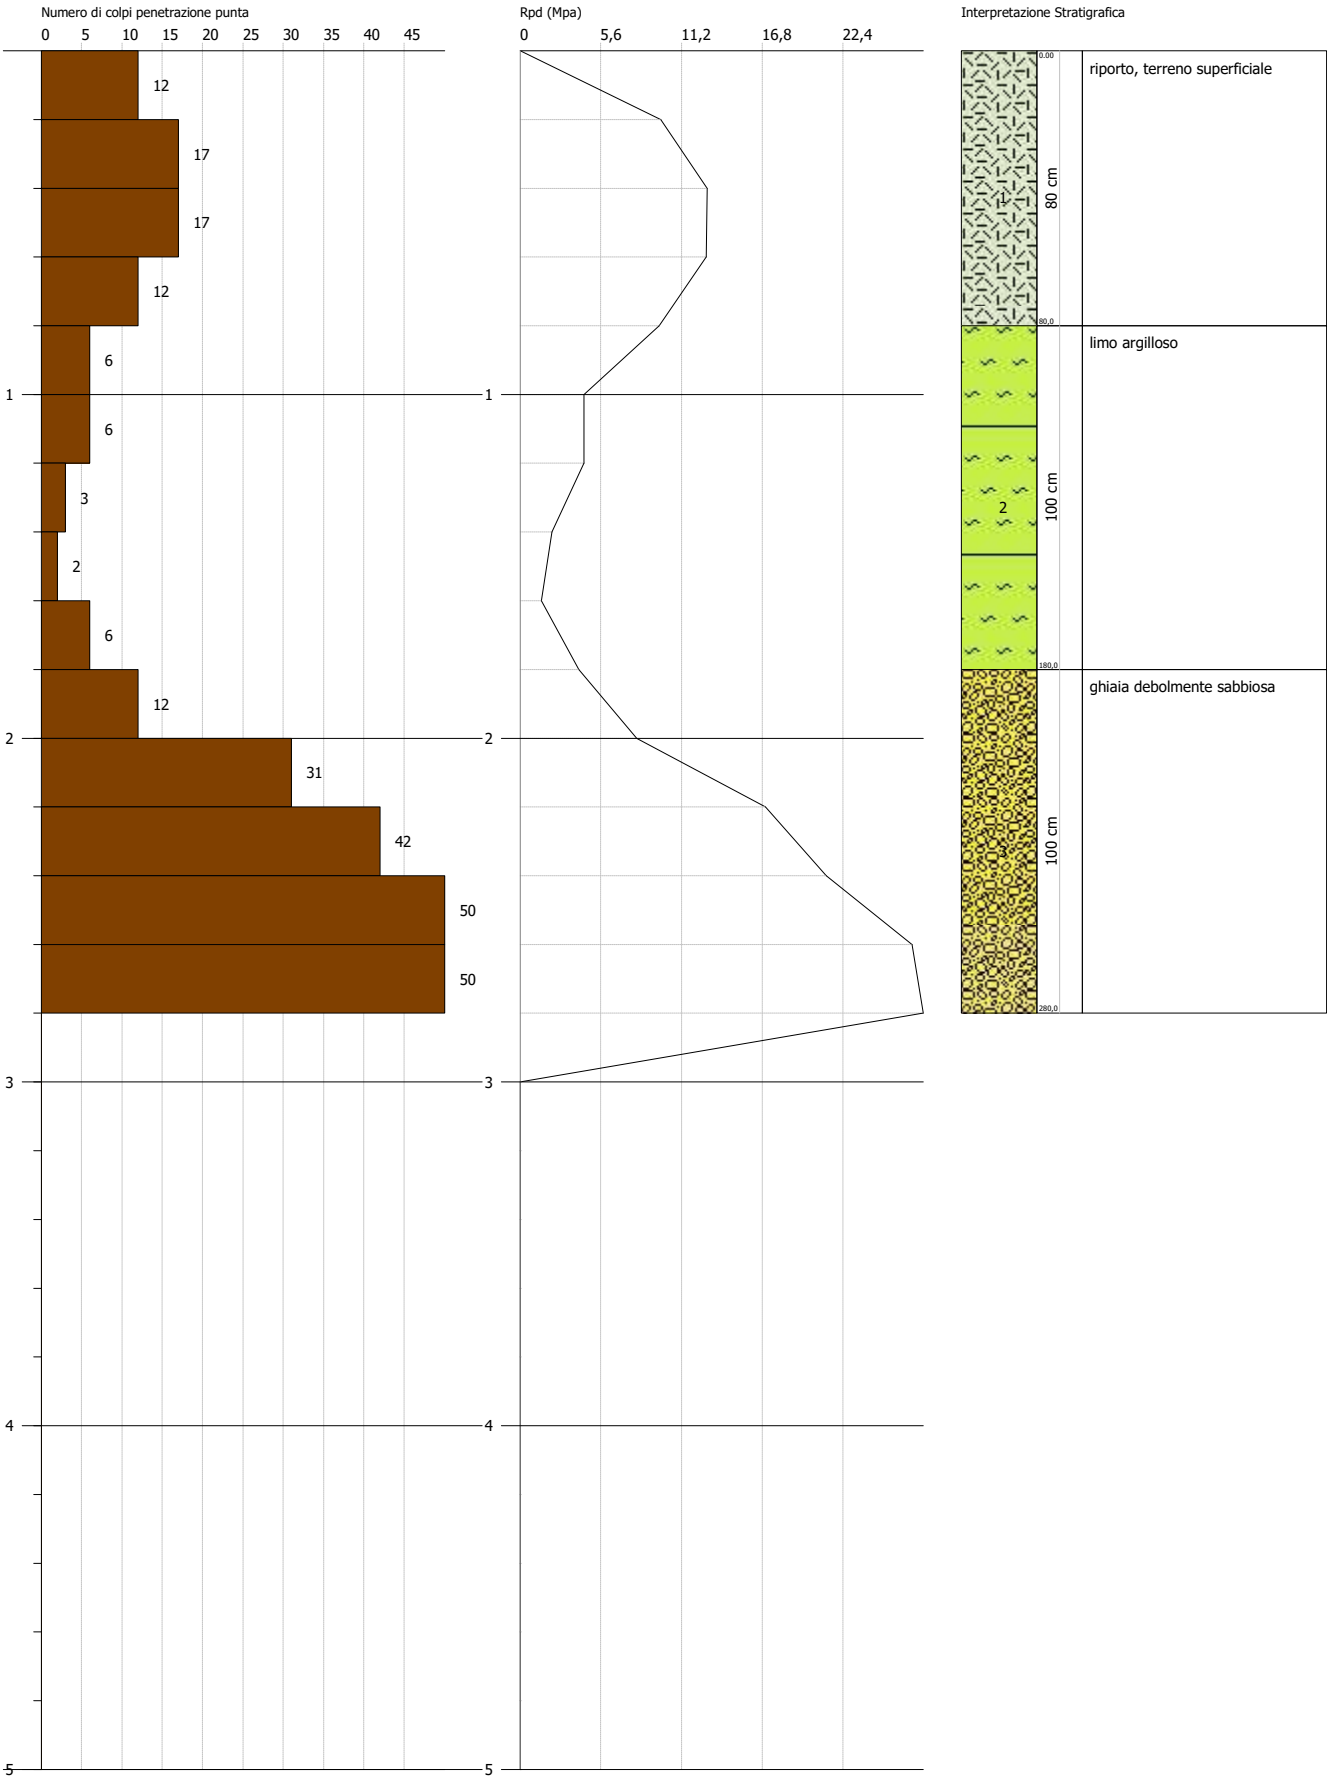 Numero di colpi penetrazione punta
0 5 10 15 20 25 30 35 40 45
12
17
17
12
6
1
6
3
2
6
12
2
31
42
50
50
3
4
5
Rpd (Mpa)
0 5,6 11,2 16,8 22,4
1
2
3
4
5
Interpretazione Stratigrafica
0.00
riporto, terreno superficiale
1
80 cm
80,0
limo argilloso
2
100 cm
180,0
ghiaia debolmente sabbiosa
3
100 cm
280,0